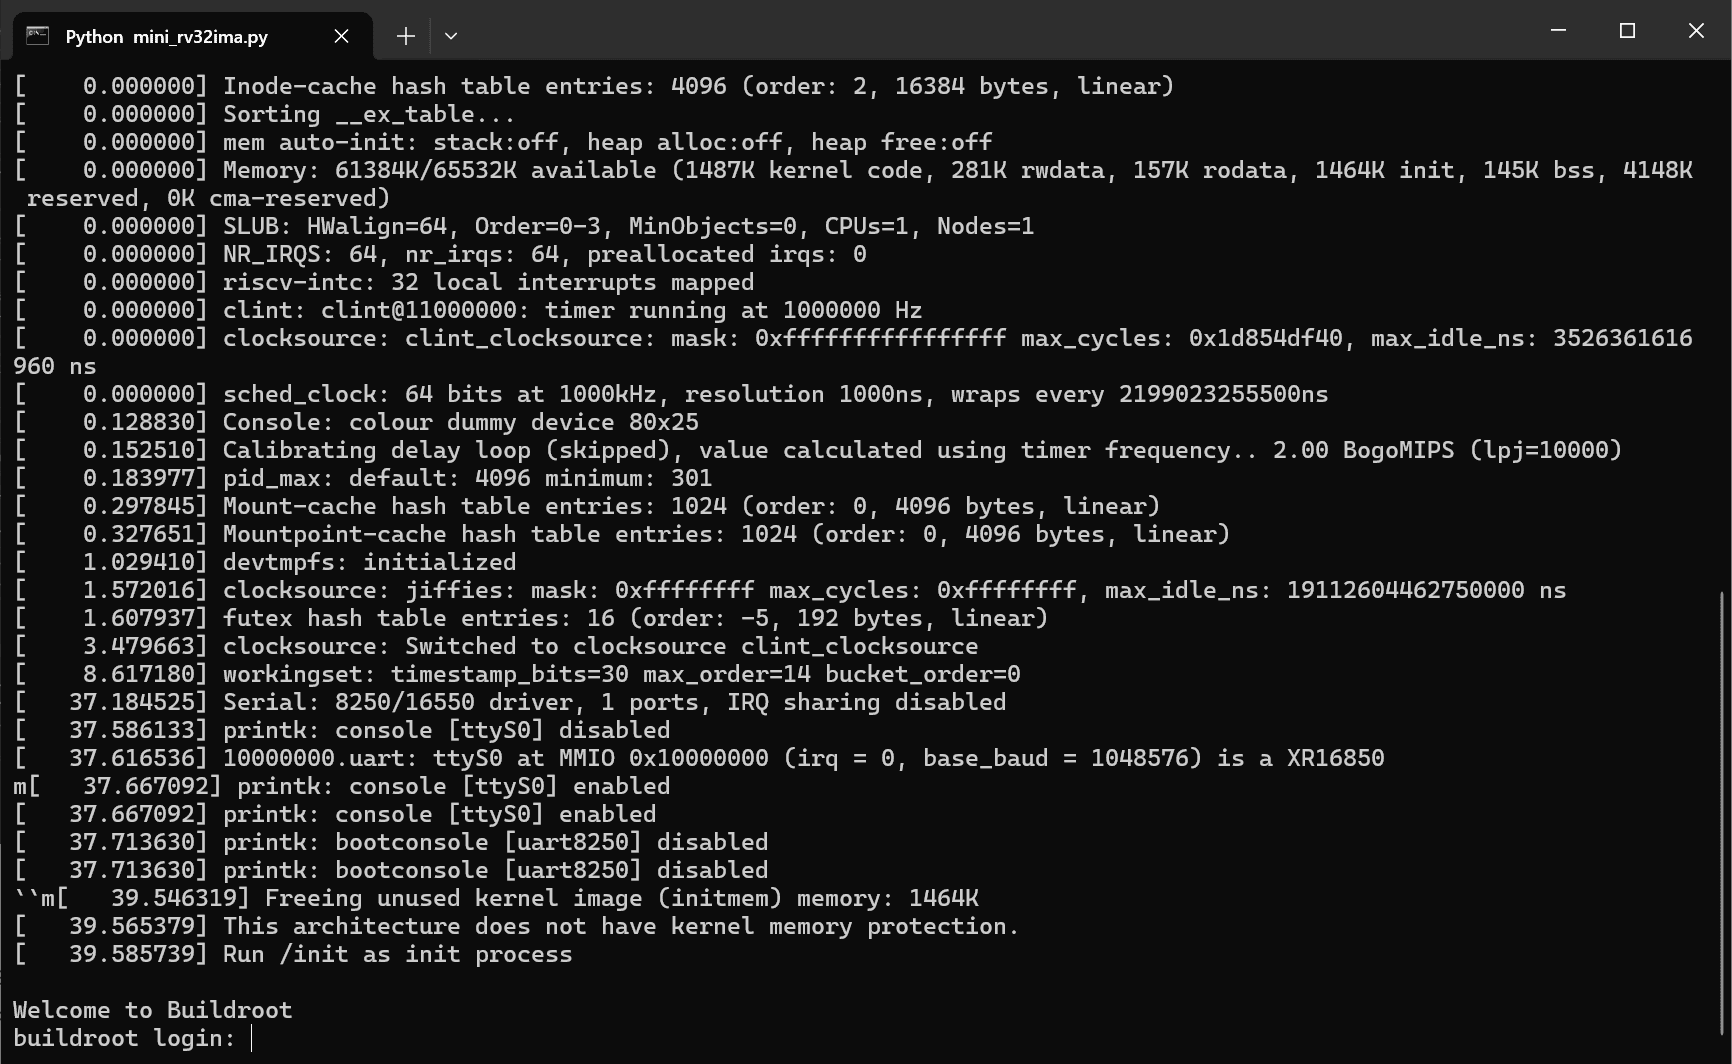 Python  mini_rv32ima.py
[    0.000000] Inode-cache hash table entries: 4096 (order: 2, 16384 bytes, linear)
[    0.000000] Sorting __ex_table...
[    0.000000] mem auto-init: stack:off, heap alloc:off, heap free:off
[    0.000000] Memory: 61384K/65532K available (1487K kernel code, 281K rwdata, 157K rodata, 1464K init, 145K bss, 4148K
 reserved, 0K cma-reserved)
[    0.000000] SLUB: HWalign=64, Order=0-3, MinObjects=0, CPUs=1, Nodes=1
[    0.000000] NR_IRQS: 64, nr_irqs: 64, preallocated irqs: 0
[    0.000000] riscv-intc: 32 local interrupts mapped
[    0.000000] clint: clint@11000000: timer running at 1000000 Hz
[    0.000000] clocksource: clint_clocksource: mask: 0xffffffffffffffff max_cycles: 0x1d854df40, max_idle_ns: 3526361616
960 ns
[    0.000000] sched_clock: 64 bits at 1000kHz, resolution 1000ns, wraps every 2199023255500ns
[    0.128830] Console: colour dummy device 80x25
[    0.152510] Calibrating delay loop (skipped), value calculated using timer frequency.. 2.00 BogoMIPS (lpj=10000)
[    0.183977] pid_max: default: 4096 minimum: 301
[    0.297845] Mount-cache hash table entries: 1024 (order: 0, 4096 bytes, linear)
[    0.327651] Mountpoint-cache hash table entries: 1024 (order: 0, 4096 bytes, linear)
[    1.029410] devtmpfs: initialized
[    1.572016] clocksource: jiffies: mask: 0xffffffff max_cycles: 0xffffffff, max_idle_ns: 19112604462750000 ns
[    1.607937] futex hash table entries: 16 (order: -5, 192 bytes, linear)
[    3.479663] clocksource: Switched to clocksource clint_clocksource
[    8.617180] workingset: timestamp_bits=30 max_order=14 bucket_order=0
[   37.184525] Serial: 8250/16550 driver, 1 ports, IRQ sharing disabled
[   37.586133] printk: console [ttyS0] disabled
[   37.616536] 10000000.uart: ttyS0 at MMIO 0x10000000 (irq = 0, base_baud = 1048576) is a XR16850
m[   37.667092] printk: console [ttyS0] enabled
[   37.667092] printk: console [ttyS0] enabled
[   37.713630] printk: bootconsole [uart8250] disabled
[   37.713630] printk: bootconsole [uart8250] disabled
``m[   39.546319] Freeing unused kernel image (initmem) memory: 1464K
[   39.565379] This architecture does not have kernel memory protection.
[   39.585739] Run /init as init process
Welcome to Buildroot
buildroot login: